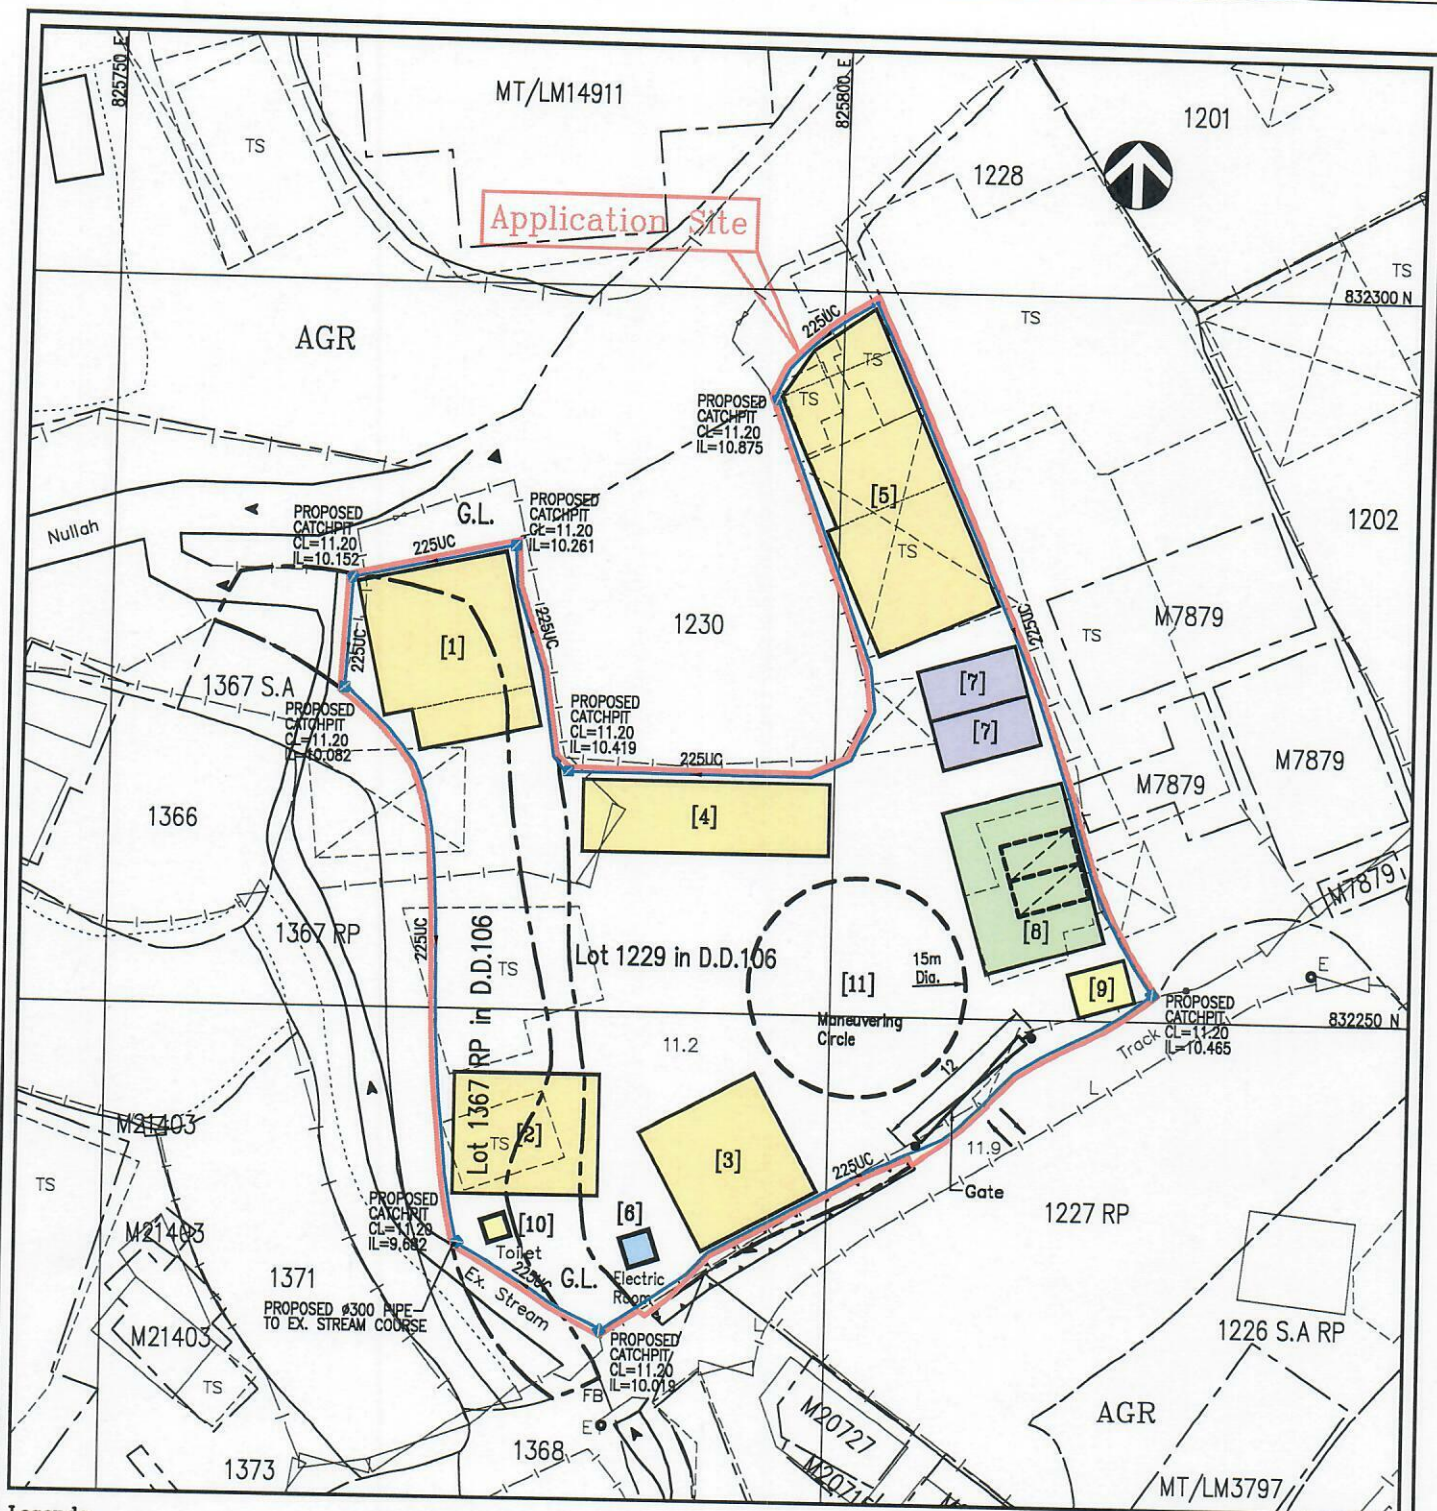 825750 E
825800 E
MT/LM14911
1201
TS
1228
Application Site
TS
832300 N
225UC
TS
TS
AGR
TS
PROPOSED
CATCHPIT
CL=11.20
IL=10.875
[5]
TS
1202
Nullah
PROPOSED
CATCHPIT
CL=11.20
IL=10.152
G.L.
225UC
PROPOSED
CATCHPIT
CL=11.20
IL=10.261
[1]
225UC
225UC
1230
225UC
TS
M7879
1367 S.A
[7]
[7]
PROPOSED
CATCHPIT
CL=11.20
IL=10.082
PROPOSED
CATCHPIT
CL=11.20
IL=10.419
225UC
M7879
M7879
1366
[4]
M7879
1367 RP
225UC
Lot 1367 RP in D.D.106
TS
Lot 1229 in D.D.106
15m
Dia.
[8]
[11]
Maneuvering
Circle
[9]
E
PROPOSED
CATCHPIT
CL=11.20
IL=10.465
832250 N
Track
11.2
12
M21403
[2]
TS
[3]
225UC
11.9
Gate
TS
1227 RP
PROPOSED
CATCHPIT
CL=11.20
IL=9.682
[10]
Toilet
[6]
Electric
Room
M21403
1371
225UC
G.L.
Ex. Stream
PROPOSED ø300 PIPE
TO EX. STREAM COURSE
M21403
TS
PROPOSED
CATCHPIT
CL=11.20
IL=10.019
1226 S.A RP
FB
E
AGR
M20727
1368
1373
MT/LM3797